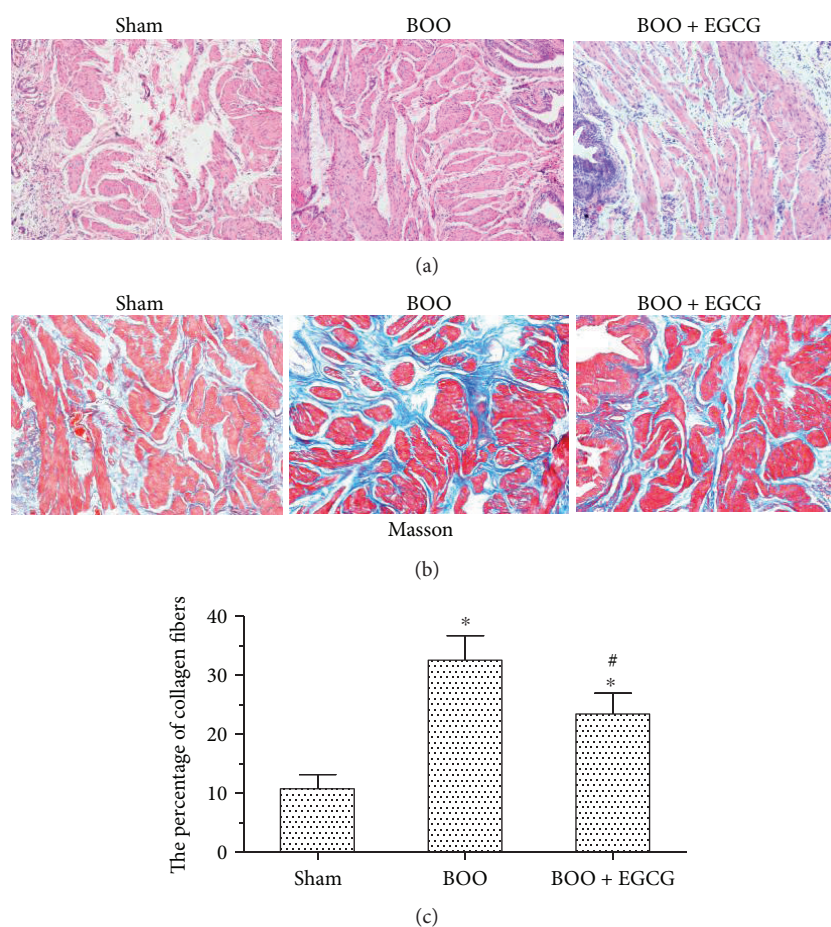 Sham BOO BOO + EGCG
(a)
Sham BOO BOO + EGCG
Masson
(b)
The percentage of collagen fibers
40
30
20
10
0
*
#
*
Sham BOO BOO + EGCG
(c)